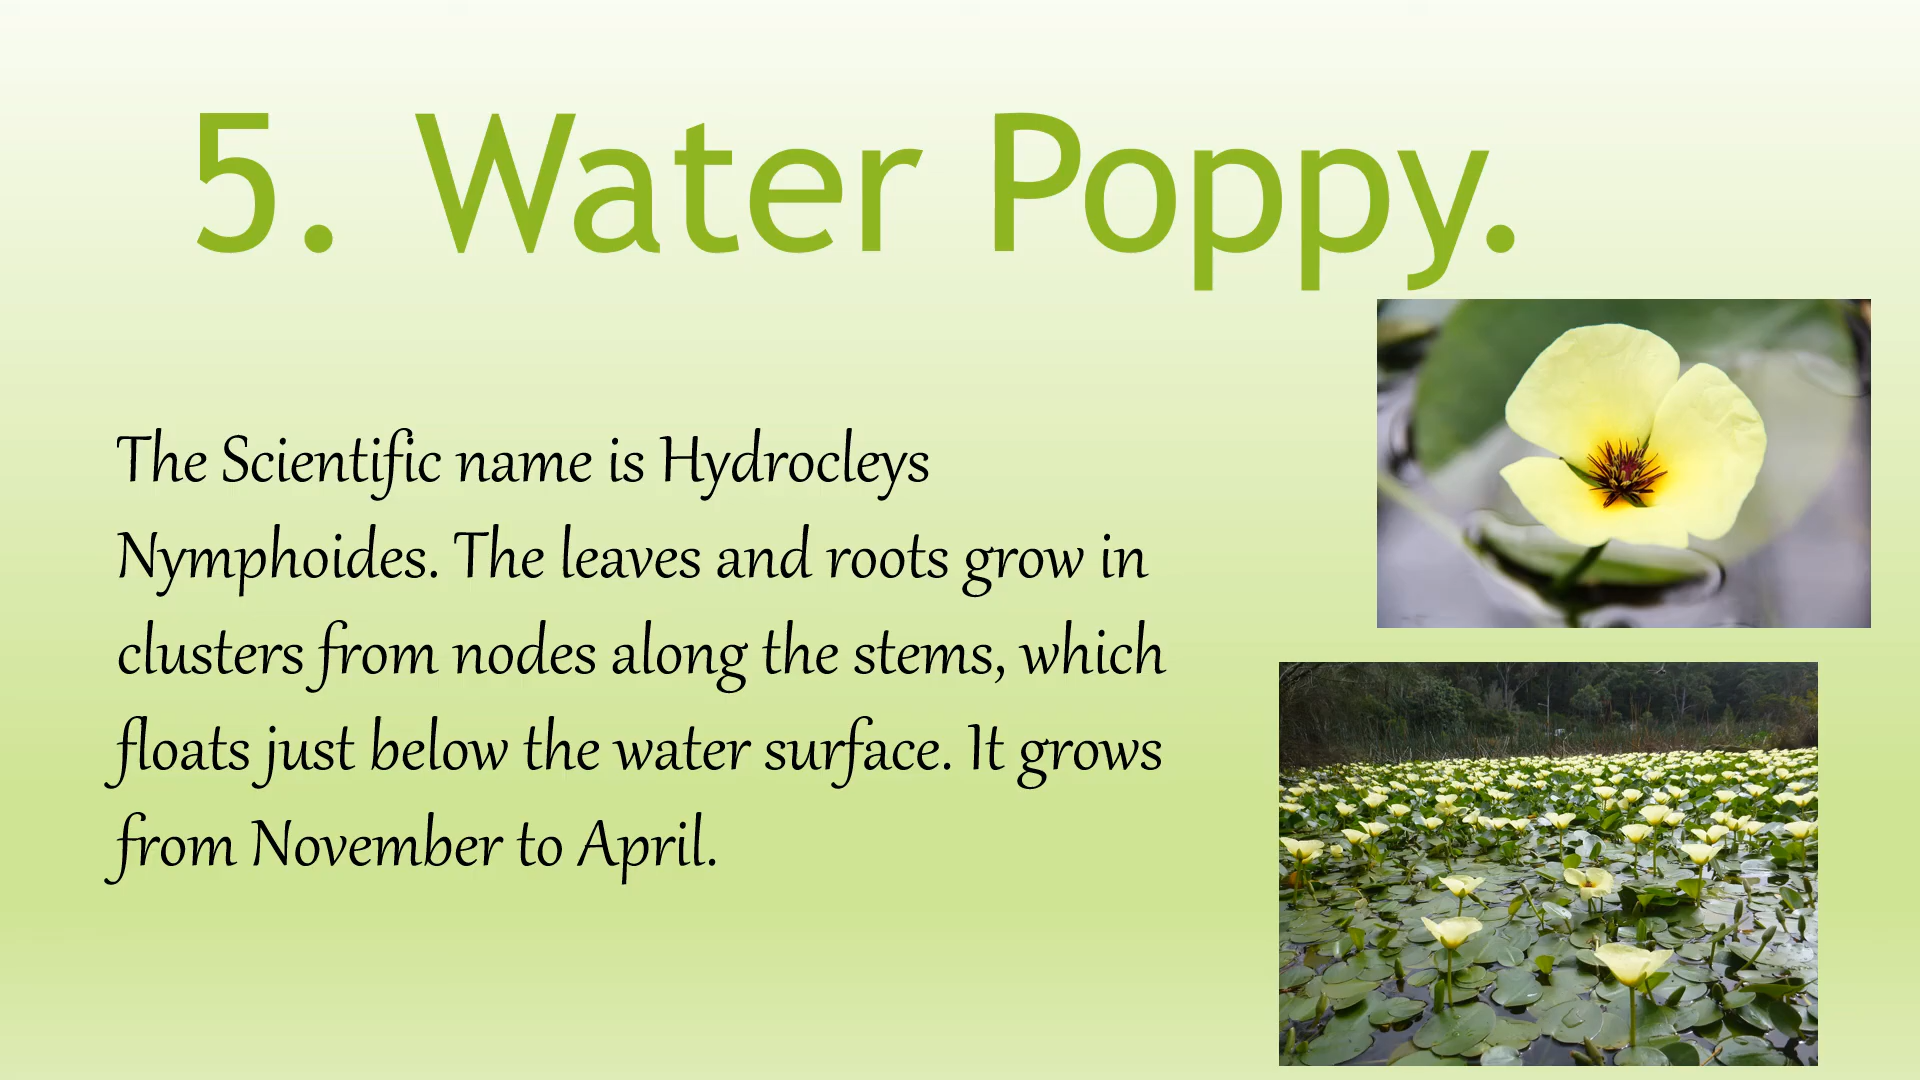 5. Water Poppy.
The Scientific name is Hydrocleys
Nymphoides. The leaves and roots grow in
clusters from nodes along the stems, which
floats just below the water surface. It grows
from November to April.